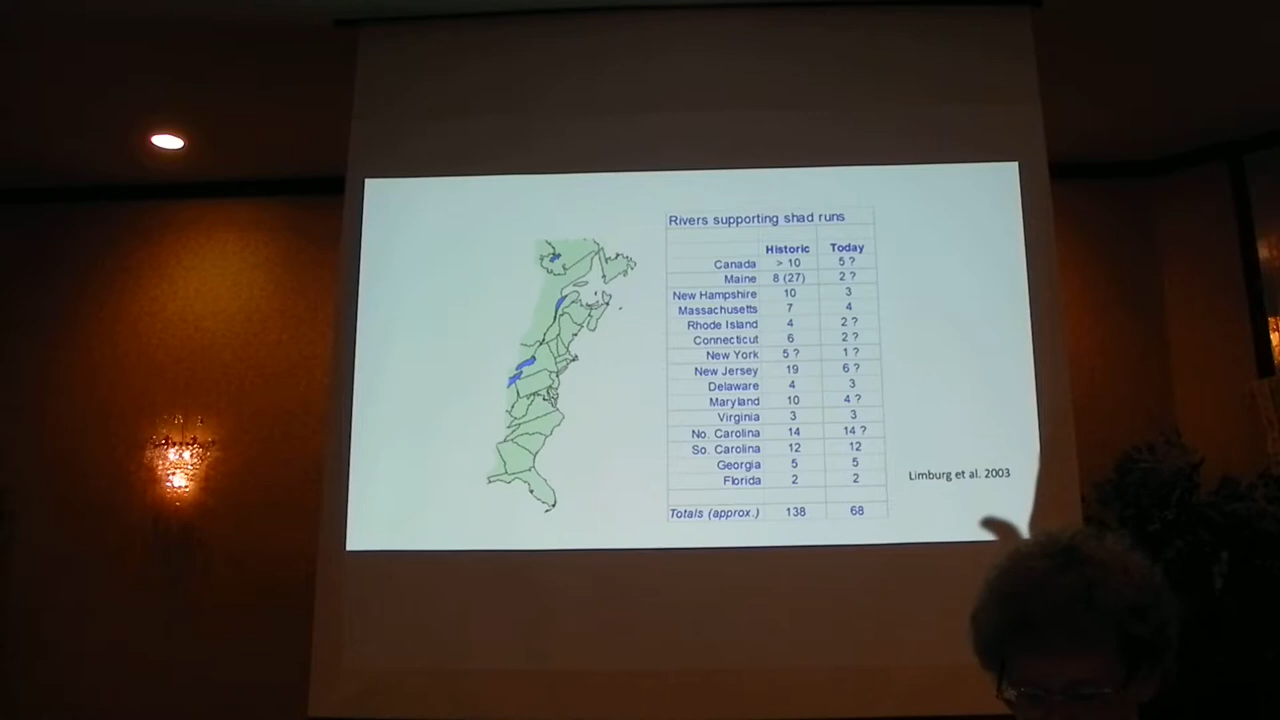 Rivers supporting shad runs
Historic Today
Canada > 10 5 ?
Maine 8 (27) 2 ?
New Hampshire 10 3
Massachusetts 7 4
Rhode Island 4 2 ?
Connecticut 6 2 ?
New York 5 ? 1 ?
New Jersey 19 6 ?
Delaware 4 3
Maryland 10 4 ?
Virginia 3 3
No. Carolina 14 14 ?
So. Carolina 12 12
Georgia 5 5
Florida 2 2
Totals (approx.) 138 68
Limburg et al. 2003